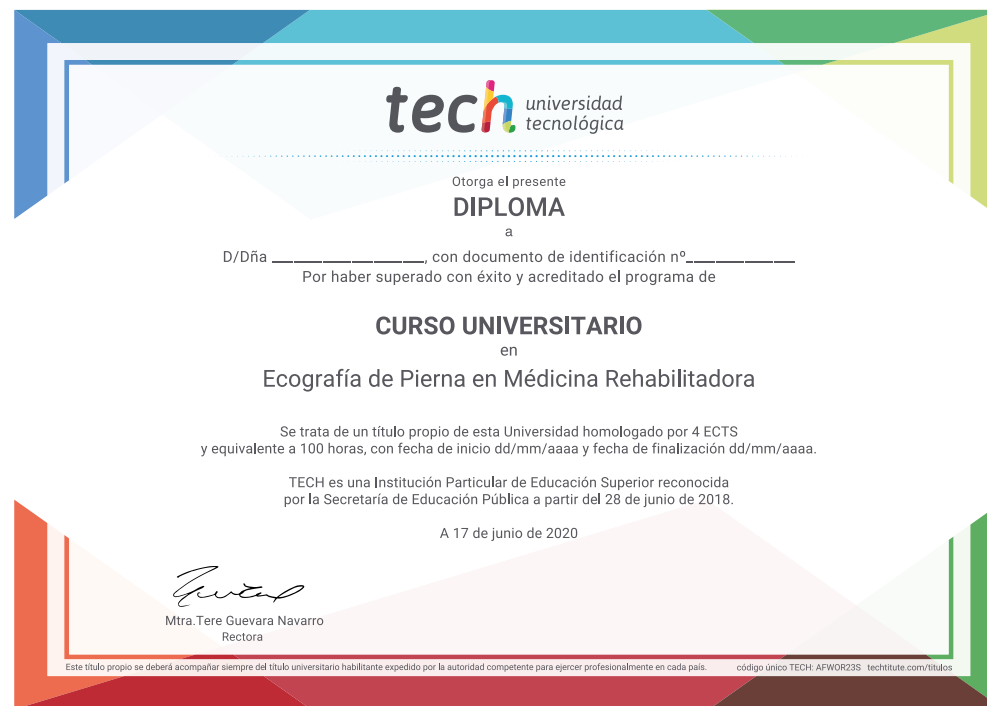 tech universidad
tecnológica
Otorga el presente
DIPLOMA
a
D/Dña ____________________, con documento de identificación nº______________
Por haber superado con éxito y acreditado el programa de
CURSO UNIVERSITARIO
en
Ecografía de Pierna en Médicina Rehabilitadora
Se trata de un título propio de esta Universidad homologado por 4 ECTS
y equivalente a 100 horas, con fecha de inicio dd/mm/aaaa y fecha de finalización dd/mm/aaaa.
TECH es una Institución Particular de Educación Superior reconocida
por la Secretaría de Educación Pública a partir del 28 de junio de 2018.
A 17 de junio de 2020
Mtra.Tere Guevara Navarro
Rectora
Este título propio se deberá acompañar siempre del título universitario habilitante expedido por la autoridad competente para ejercer profesionalmente en cada país. código único TECH: AFWOR23S techtitute.com/titulos